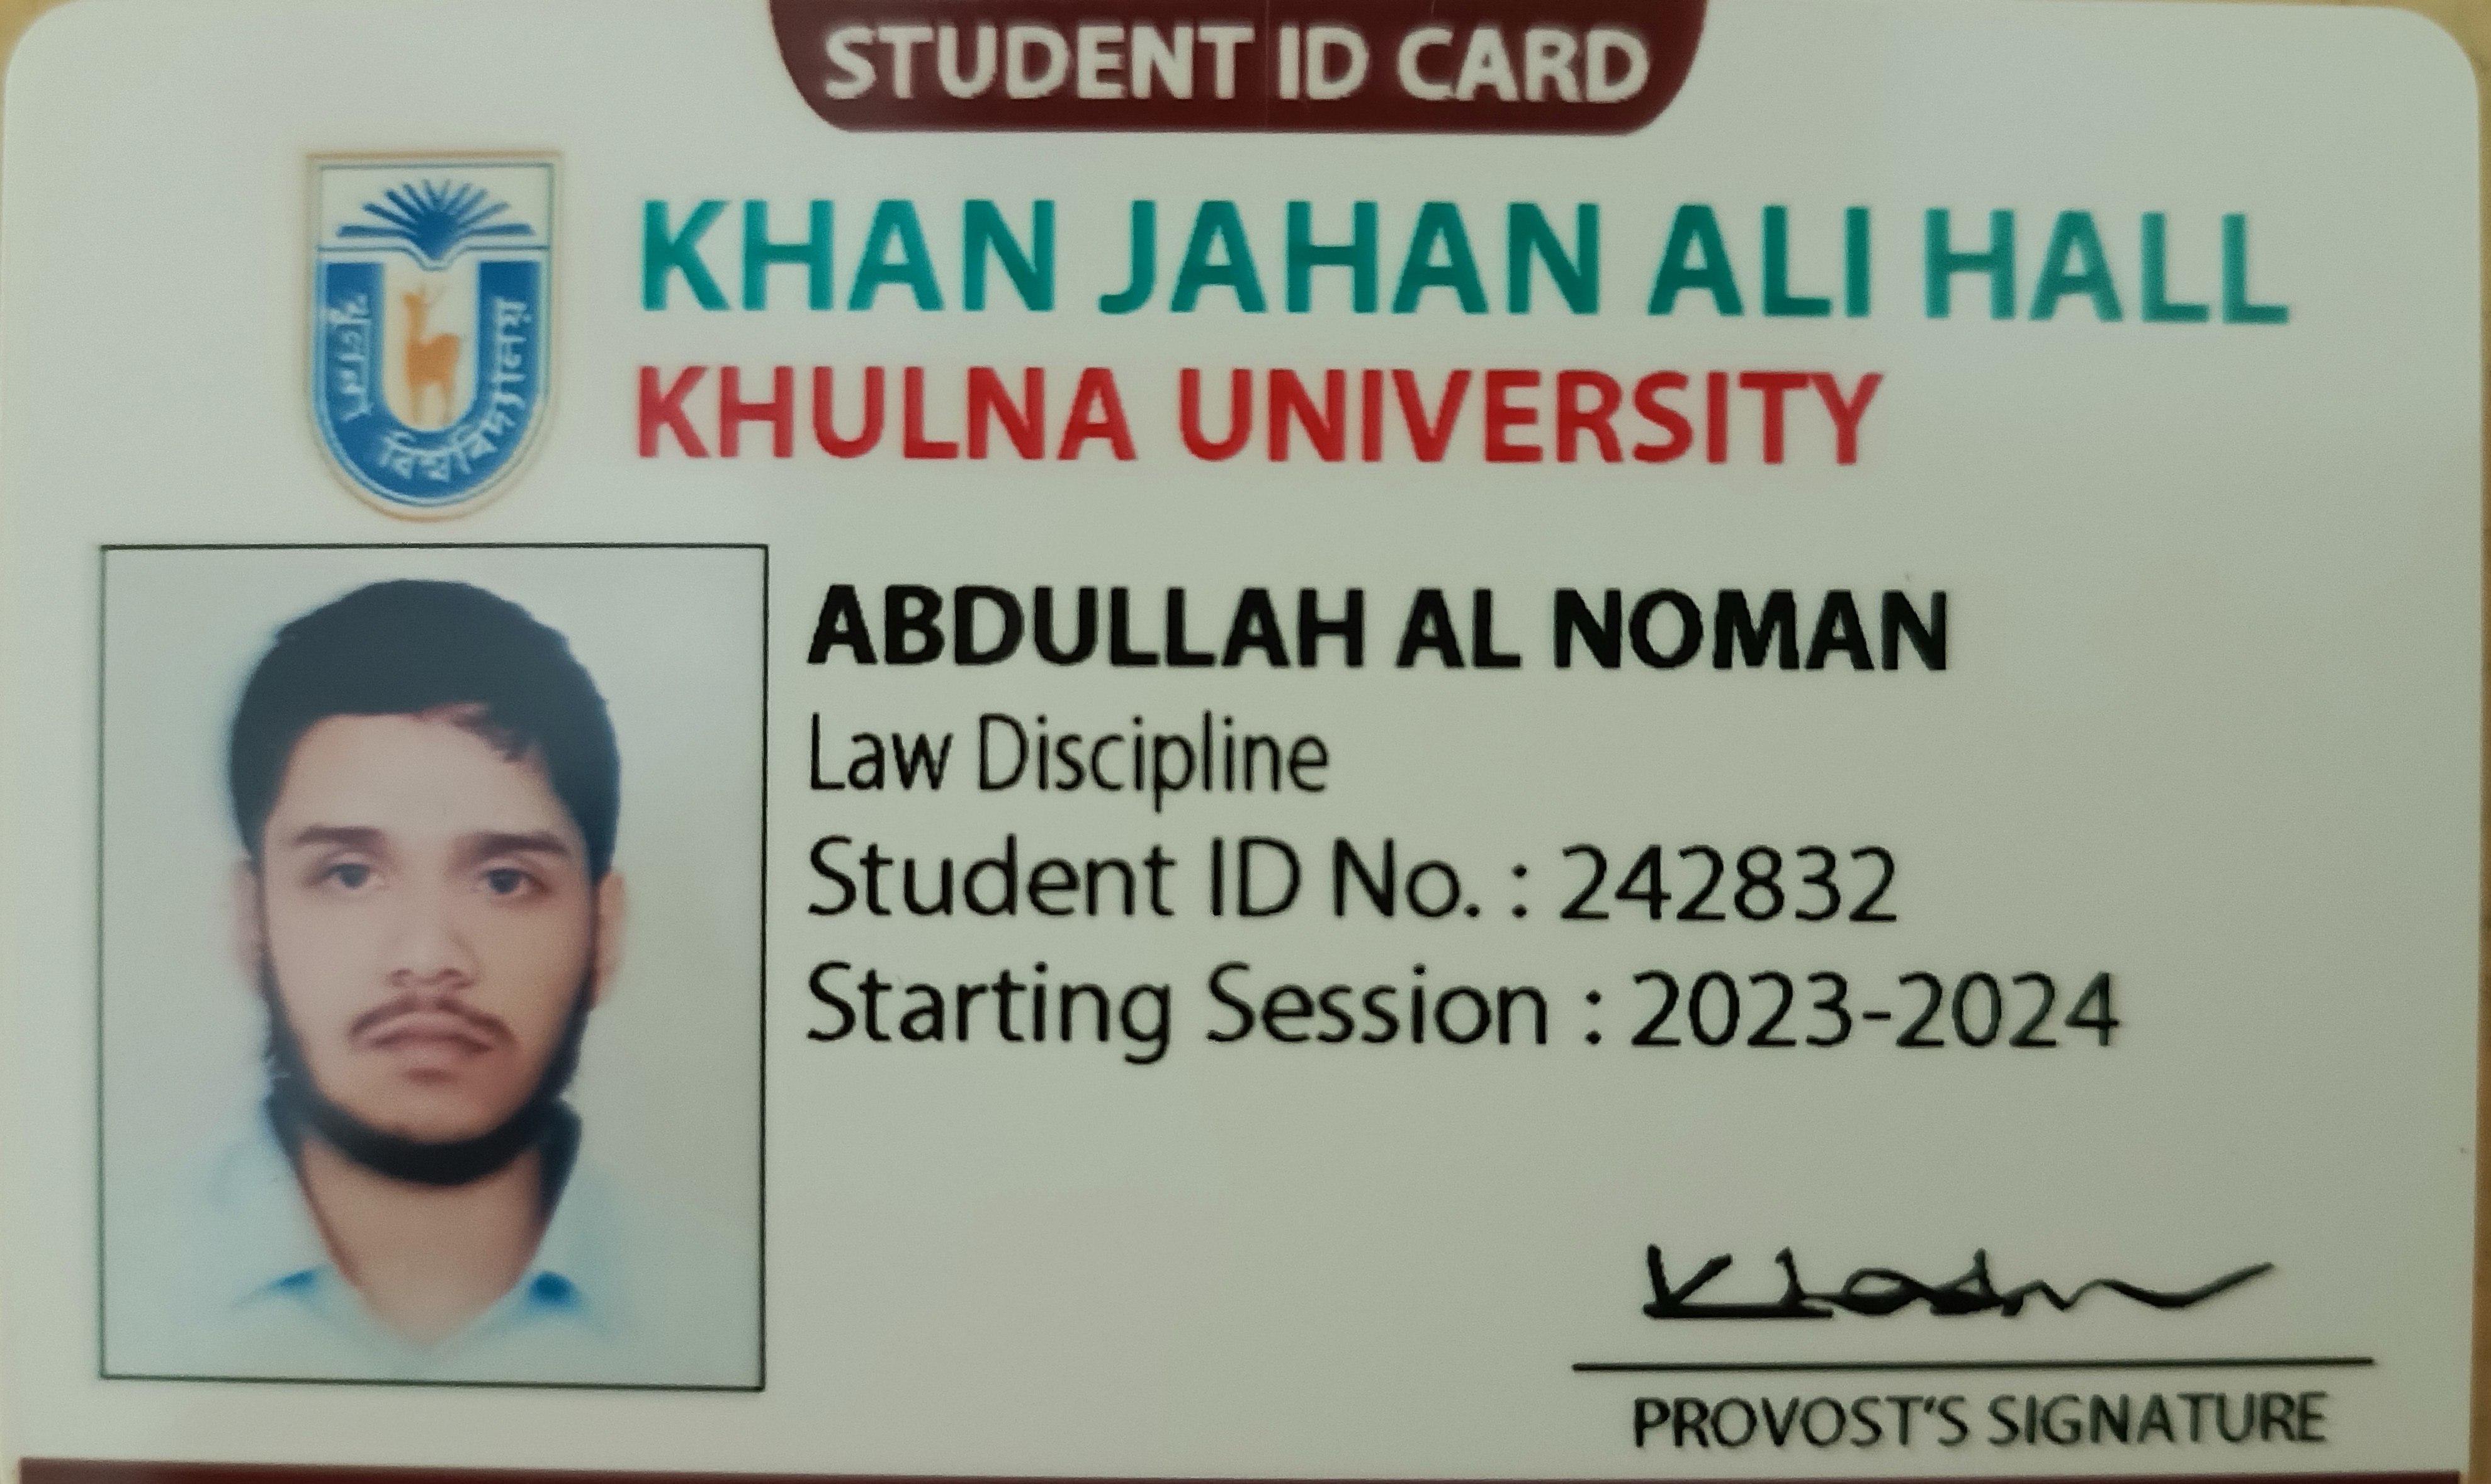 STUDENT ID CARD
KHAN JAHAN ALI HALL
KHULNA UNIVERSITY
খুলনা বিশ্ববিদ্যালয়
ABDULLAH AL NOMAN
Law Discipline
Student ID No. : 242832
Starting Session : 2023-2024
PROVOST'S SIGNATURE